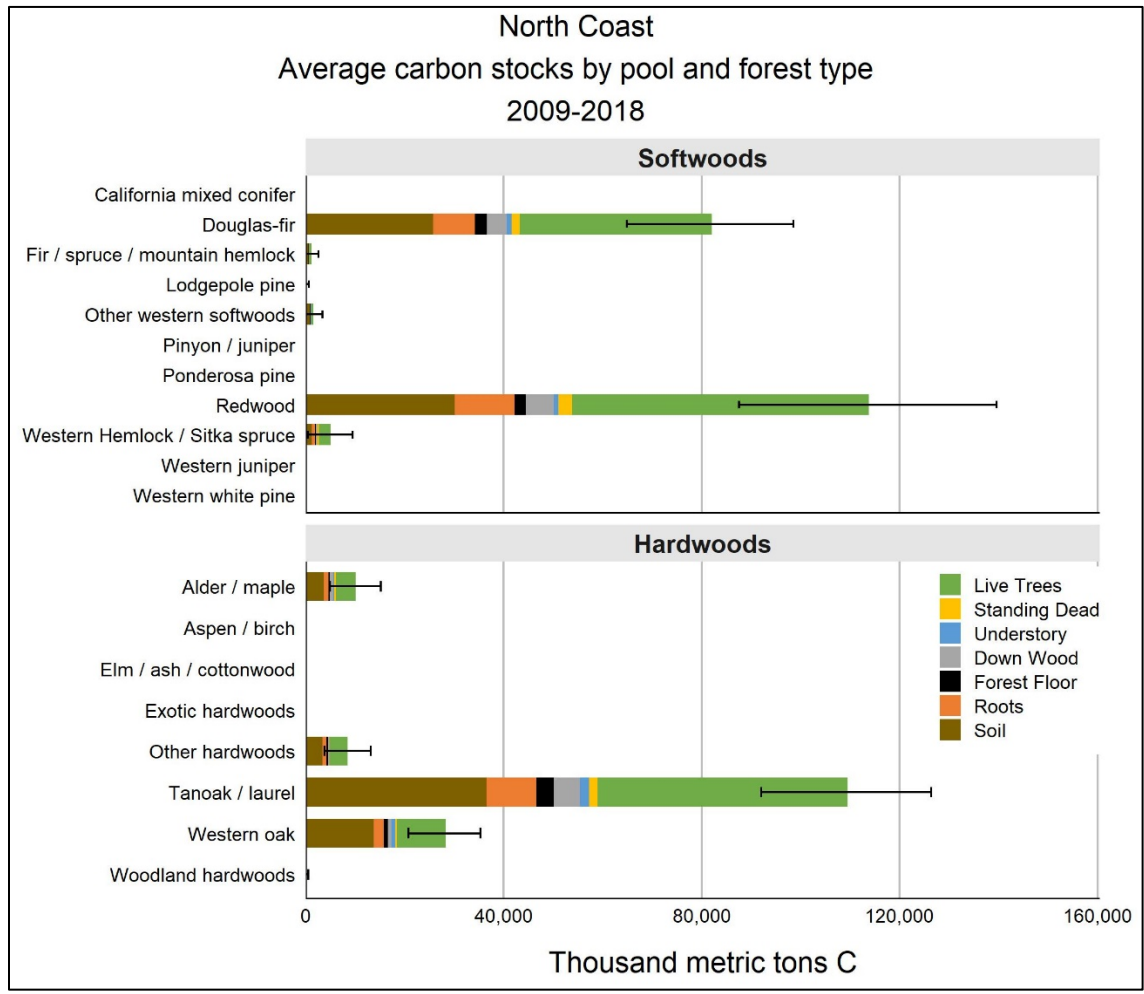 North Coast
Average carbon stocks by pool and forest type
2009-2018
Softwoods
California mixed conifer
Douglas-fir
Fir / spruce / mountain hemlock
Lodgepole pine
Other western softwoods
Pinyon / juniper
Ponderosa pine
Redwood
Western Hemlock / Sitka spruce
Western juniper
Western white pine
Hardwoods
Alder / maple
Aspen / birch
Elm / ash / cottonwood
Exotic hardwoods
Other hardwoods
Tanoak / laurel
Western oak
Woodland hardwoods
Live Trees
Standing Dead
Understory
Down Wood
Forest Floor
Roots
Soil
0 40,000 80,000 120,000 160,000
Thousand metric tons C